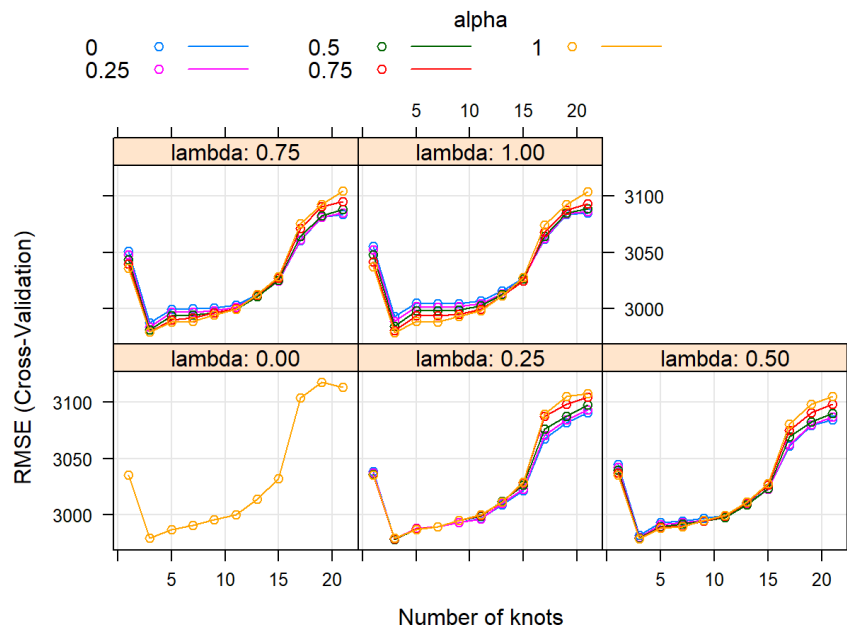 alpha
0 0.5 1
0.25 0.75
5 10 15 20
lambda: 0.75 lambda: 1.00
3100
3050
3000
lambda: 0.00 lambda: 0.25 lambda: 0.50
3100
3050
3000
5 10 15 20 5 10 15 20
RMSE (Cross-Validation)
Number of knots